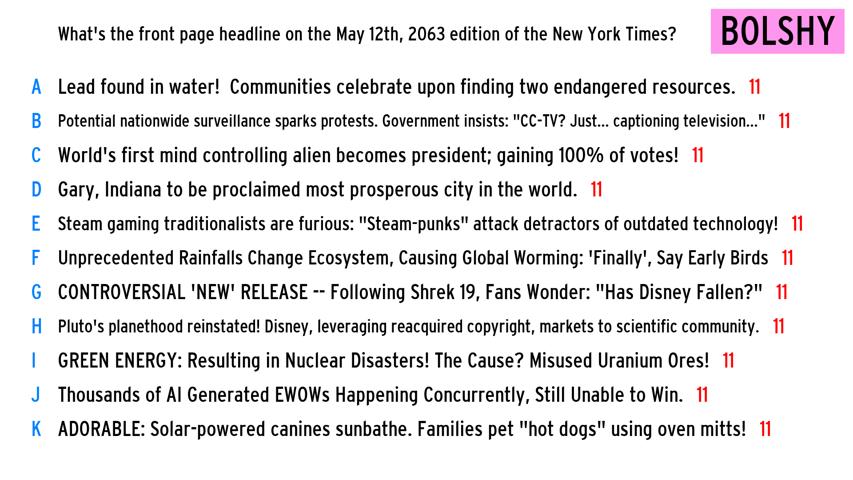 What's the front page headline on the May 12th, 2063 edition of the New York Times?
BOLSHY
A Lead found in water! Communities celebrate upon finding two endangered resources. 11
B Potential nationwide surveillance sparks protests. Government insists: "CC-TV? Just... captioning television..." 11
C World's first mind controlling alien becomes president; gaining 100% of votes! 11
D Gary, Indiana to be proclaimed most prosperous city in the world. 11
E Steam gaming traditionalists are furious: "Steam-punks" attack detractors of outdated technology! 11
F Unprecedented Rainfalls Change Ecosystem, Causing Global Worming: 'Finally', Say Early Birds 11
G CONTROVERSIAL 'NEW' RELEASE -- Following Shrek 19, Fans Wonder: "Has Disney Fallen?" 11
H Pluto's planethood reinstated! Disney, leveraging reacquired copyright, markets to scientific community. 11
I GREEN ENERGY: Resulting in Nuclear Disasters! The Cause? Misused Uranium Ores! 11
J Thousands of AI Generated EWOWs Happening Concurrently, Still Unable to Win. 11
K ADORABLE: Solar-powered canines sunbathe. Families pet "hot dogs" using oven mitts! 11